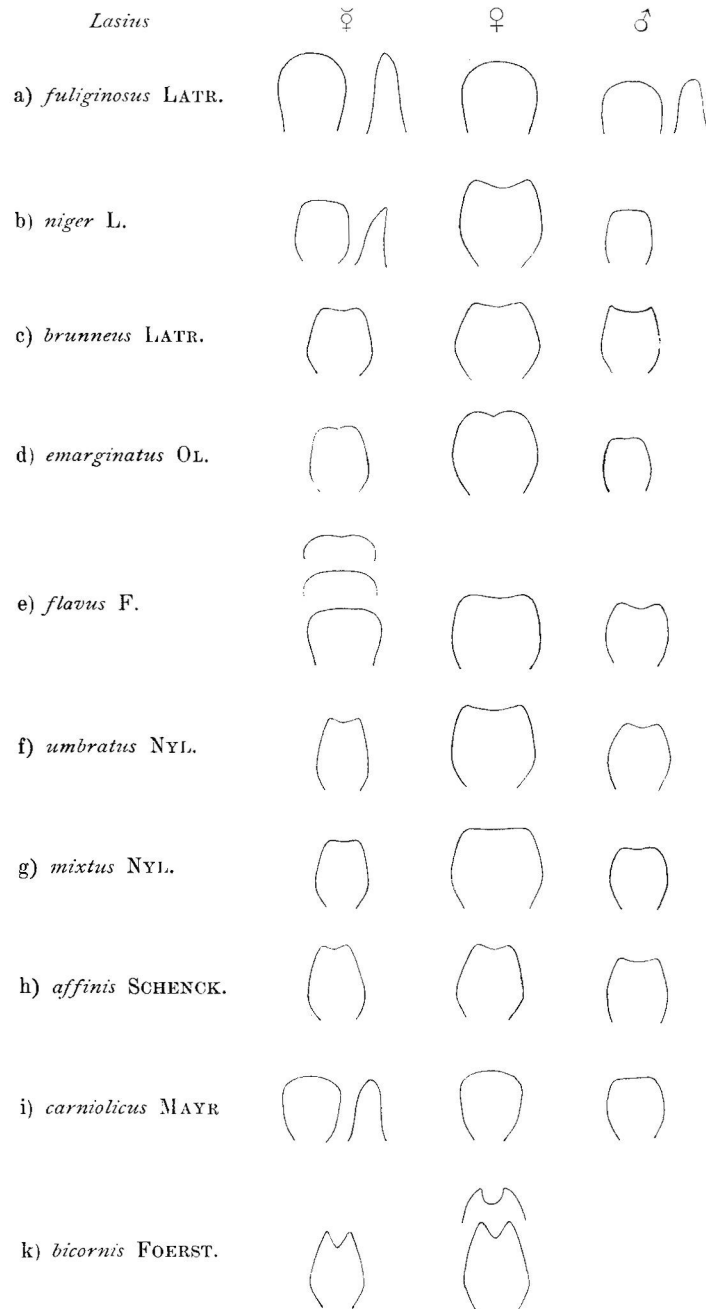 Lasius ☿ ♀ ♂
a) fuliginosus LATR.
b) niger L.
c) brunneus LATR.
d) emarginatus OL.
e) flavus F.
f) umbratus NYL.
g) mixtus NYL.
h) affinis SCHENCK.
i) carniolicus MAYR
k) bicornis FOERST.